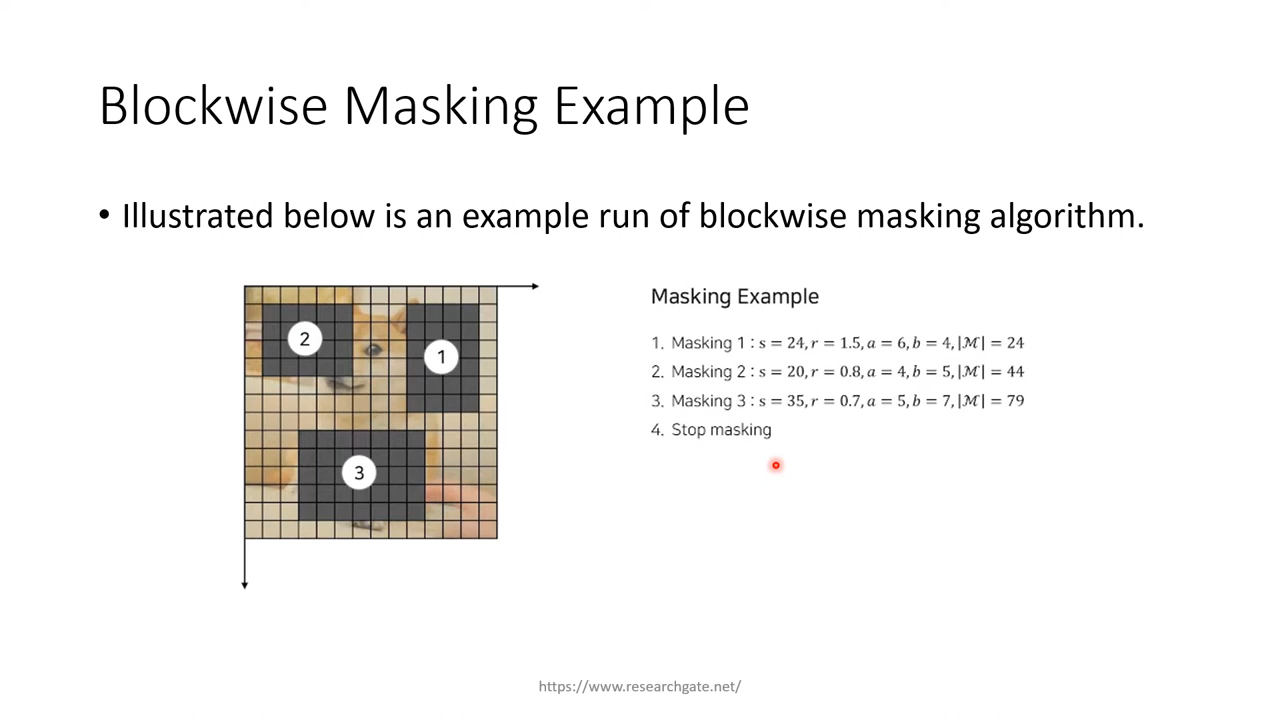 Blockwise Masking Example
• Illustrated below is an example run of blockwise masking algorithm.
2
1
3
Masking Example
1. Masking 1 : s = 24, r = 1.5, a = 6, b = 4, |ℳ| = 24
2. Masking 2 : s = 20, r = 0.8, a = 4, b = 5, |ℳ| = 44
3. Masking 3 : s = 35, r = 0.7, a = 5, b = 7, |ℳ| = 79
4. Stop masking
https://www.researchgate.net/